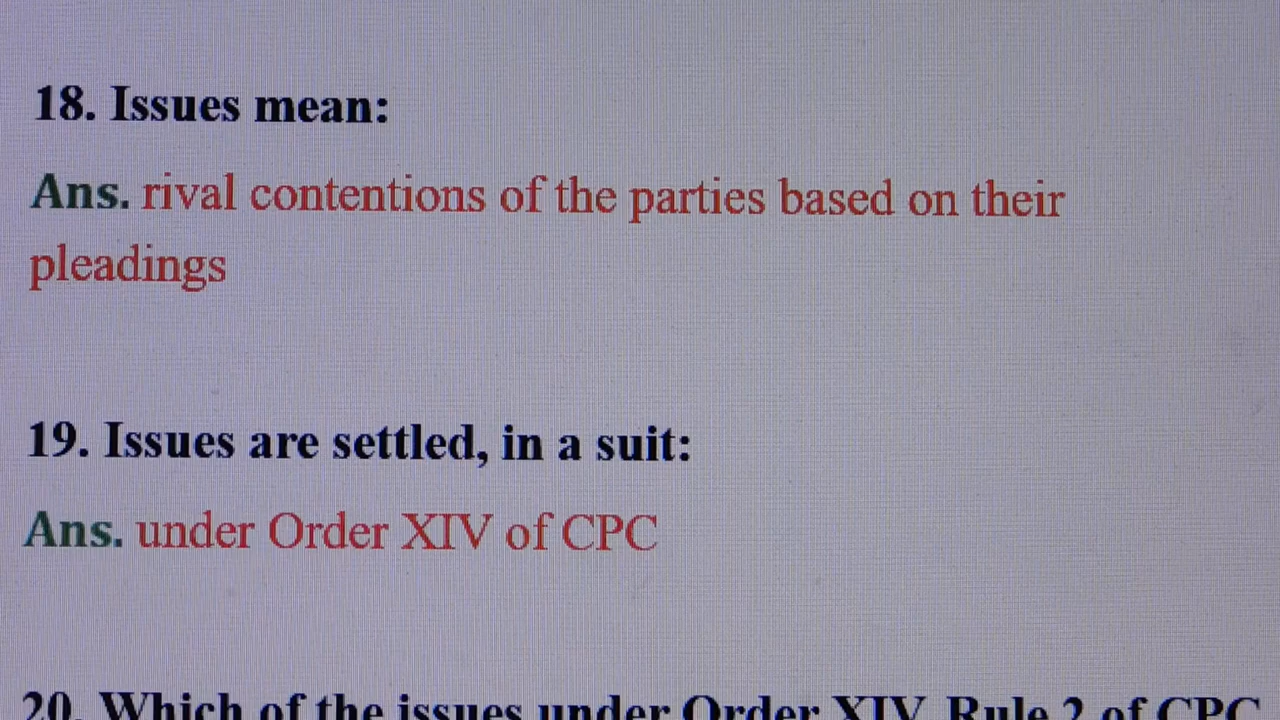 18. Issues mean:
Ans. rival contentions of the parties based on their
pleadings
19. Issues are settled, in a suit:
Ans. under Order XIV of CPC
20. Which of the issues under Order XIV, Rule 2 of CPC